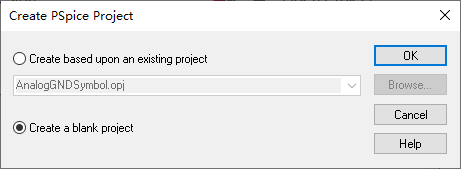 Create PSpice Project
Create based upon an existing project
OK
AnalogGNDSymbol.opj
Browse...
Cancel
Create a blank project
Help